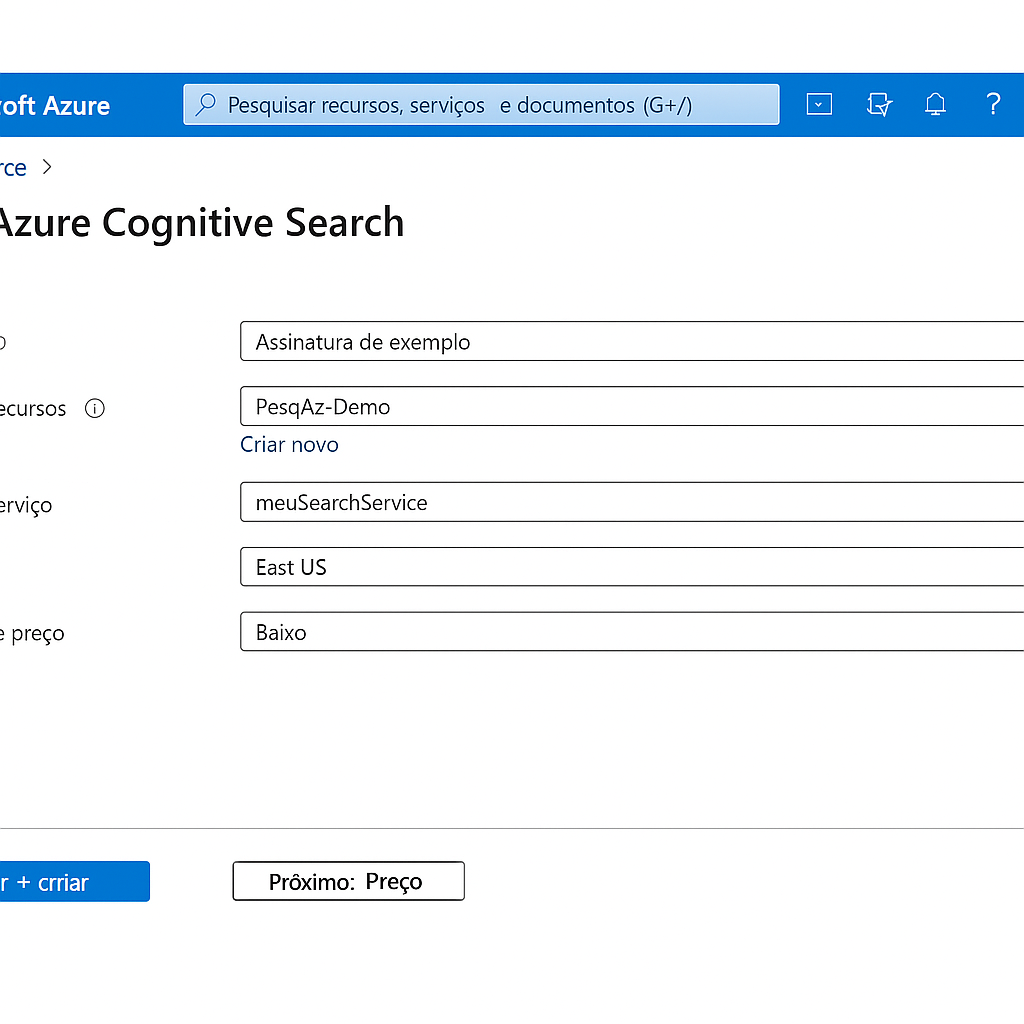 oft Azure
Pesquisar recursos, serviços e documentos (G+/)
rce >
Azure Cognitive Search
Assinatura de exemplo
ecursos
PesqAz-Demo
Criar novo
erviço
meuSearchService
East US
e preço
Baixo
r + crriar
Prôximo: Preço